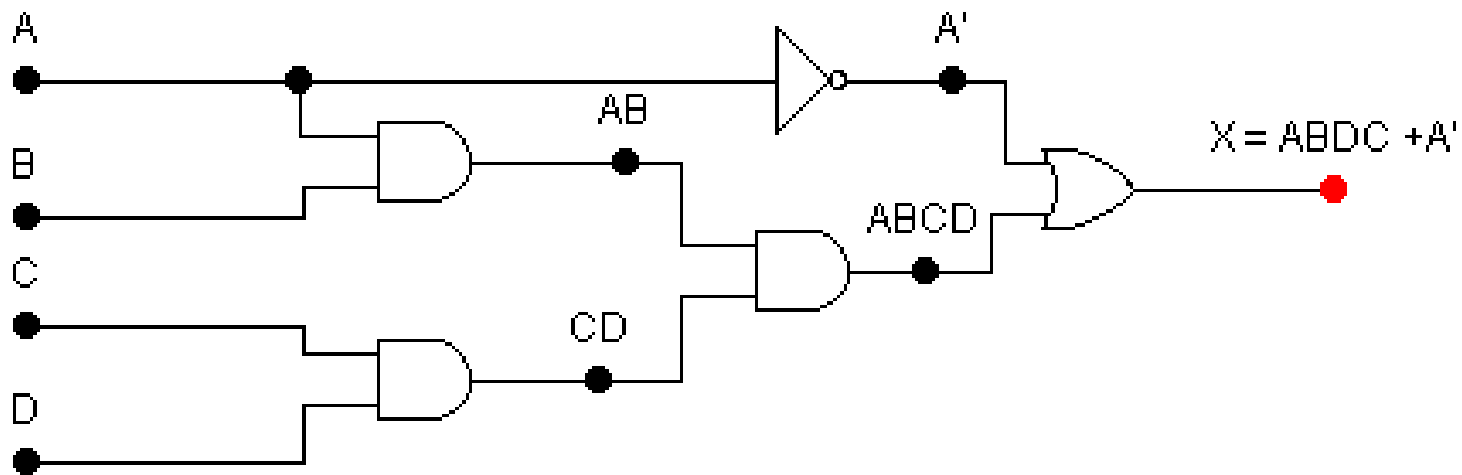 A
A'
AB
X = ABDC +A'
B
ABCD
C
CD
D